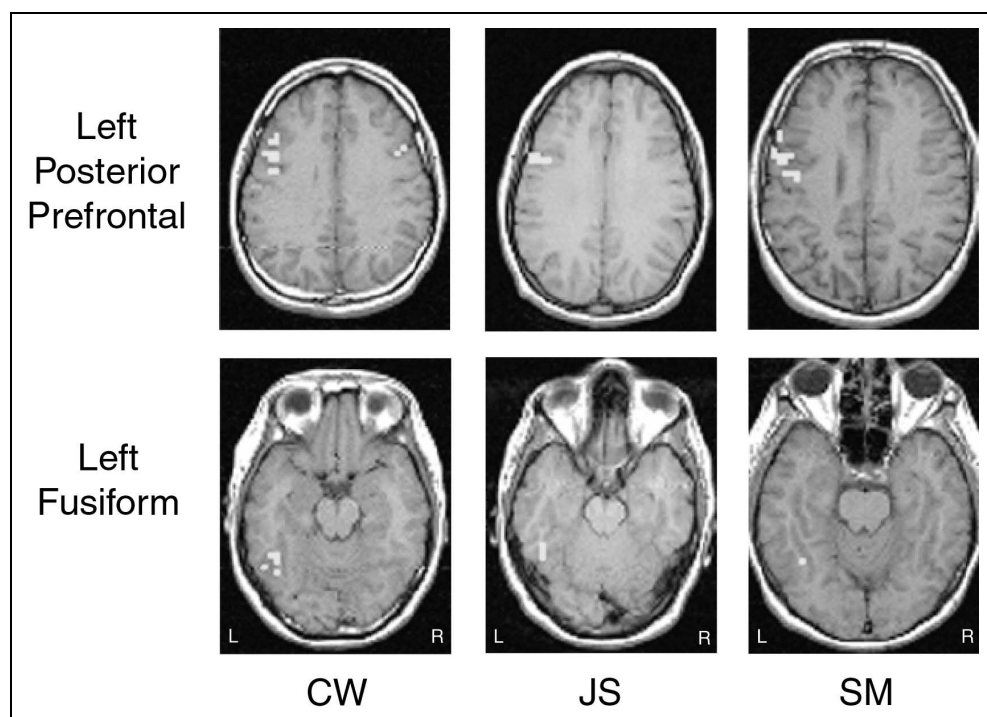 Left
Posterior
Prefrontal
Left
Fusiform
L R
L R
L R
CW JS SM